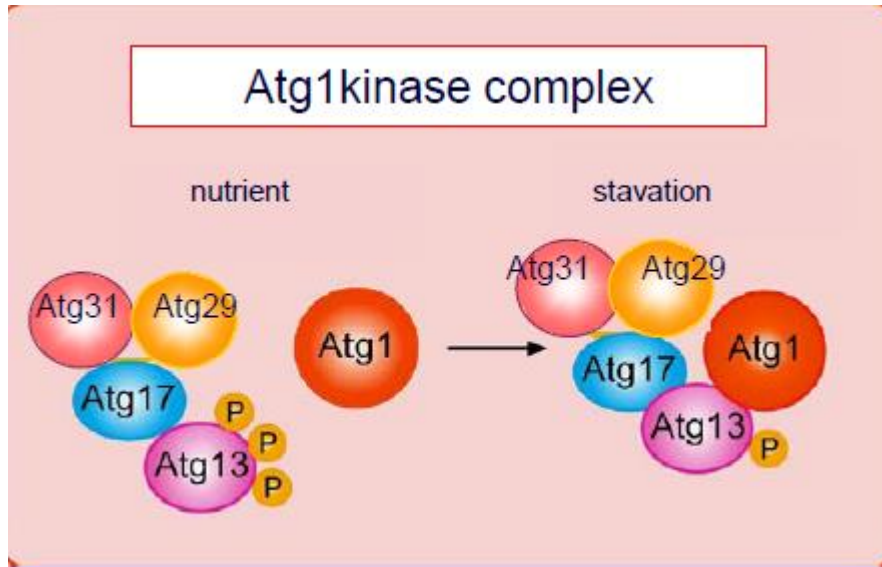 Atg1kinase complex
nutrient
stavation
Atg31
Atg29
Atg1
Atg17
P
P
Atg13
P
Atg31
Atg29
Atg1
Atg17
Atg13
P